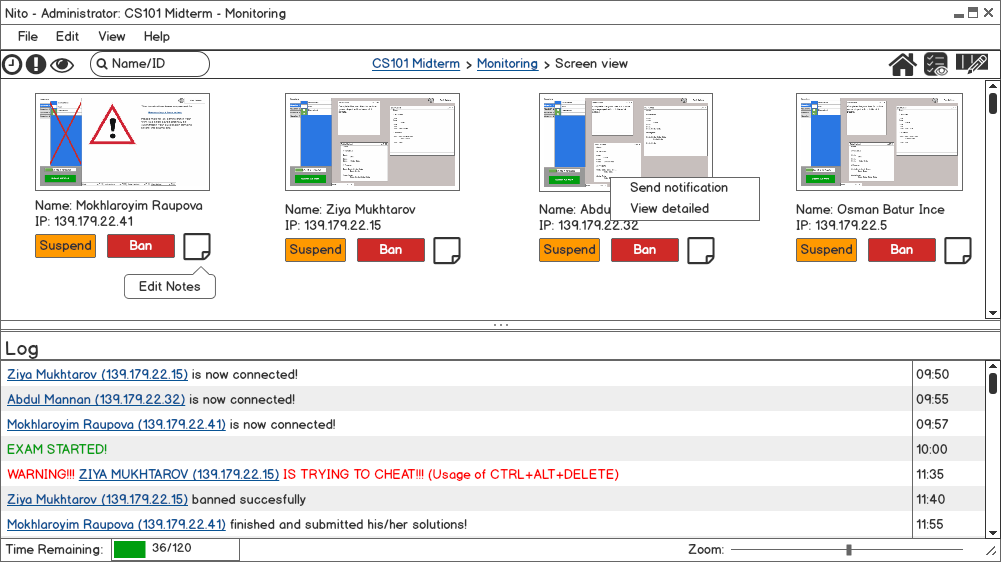 Nito - Administrator: CS101 Midterm - Monitoring
File Edit View Help
Name/ID
CS101 Midterm > Monitoring > Screen view
Name: Mokhlaroyim Raupova
IP: 139.179.22.41
Suspend Ban
Edit Notes
Name: Ziya Mukhtarov
IP: 139.179.22.15
Suspend Ban
Send notification
View detailed
Name: Abdu
IP: 139.179.22.32
Suspend Ban
Name: Osman Batur Ince
IP: 139.179.22.5
Suspend Ban
Log
Ziya Mukhtarov (139.179.22.15) is now connected! 09:50
Abdul Mannan (139.179.22.32) is now connected! 09:55
Mokhlaroyim Raupova (139.179.22.41) is now connected! 09:57
EXAM STARTED! 10:00
WARNING!!! ZIYA MUKHTAROV (139.179.22.15) IS TRYING TO CHEAT!!! (Usage of CTRL+ALT+DELETE) 11:35
Ziya Mukhtarov (139.179.22.15) banned succesfully 11:40
Mokhlaroyim Raupova (139.179.22.41) finished and submitted his/her solutions! 11:55
Time Remaining: 36/120
Zoom: